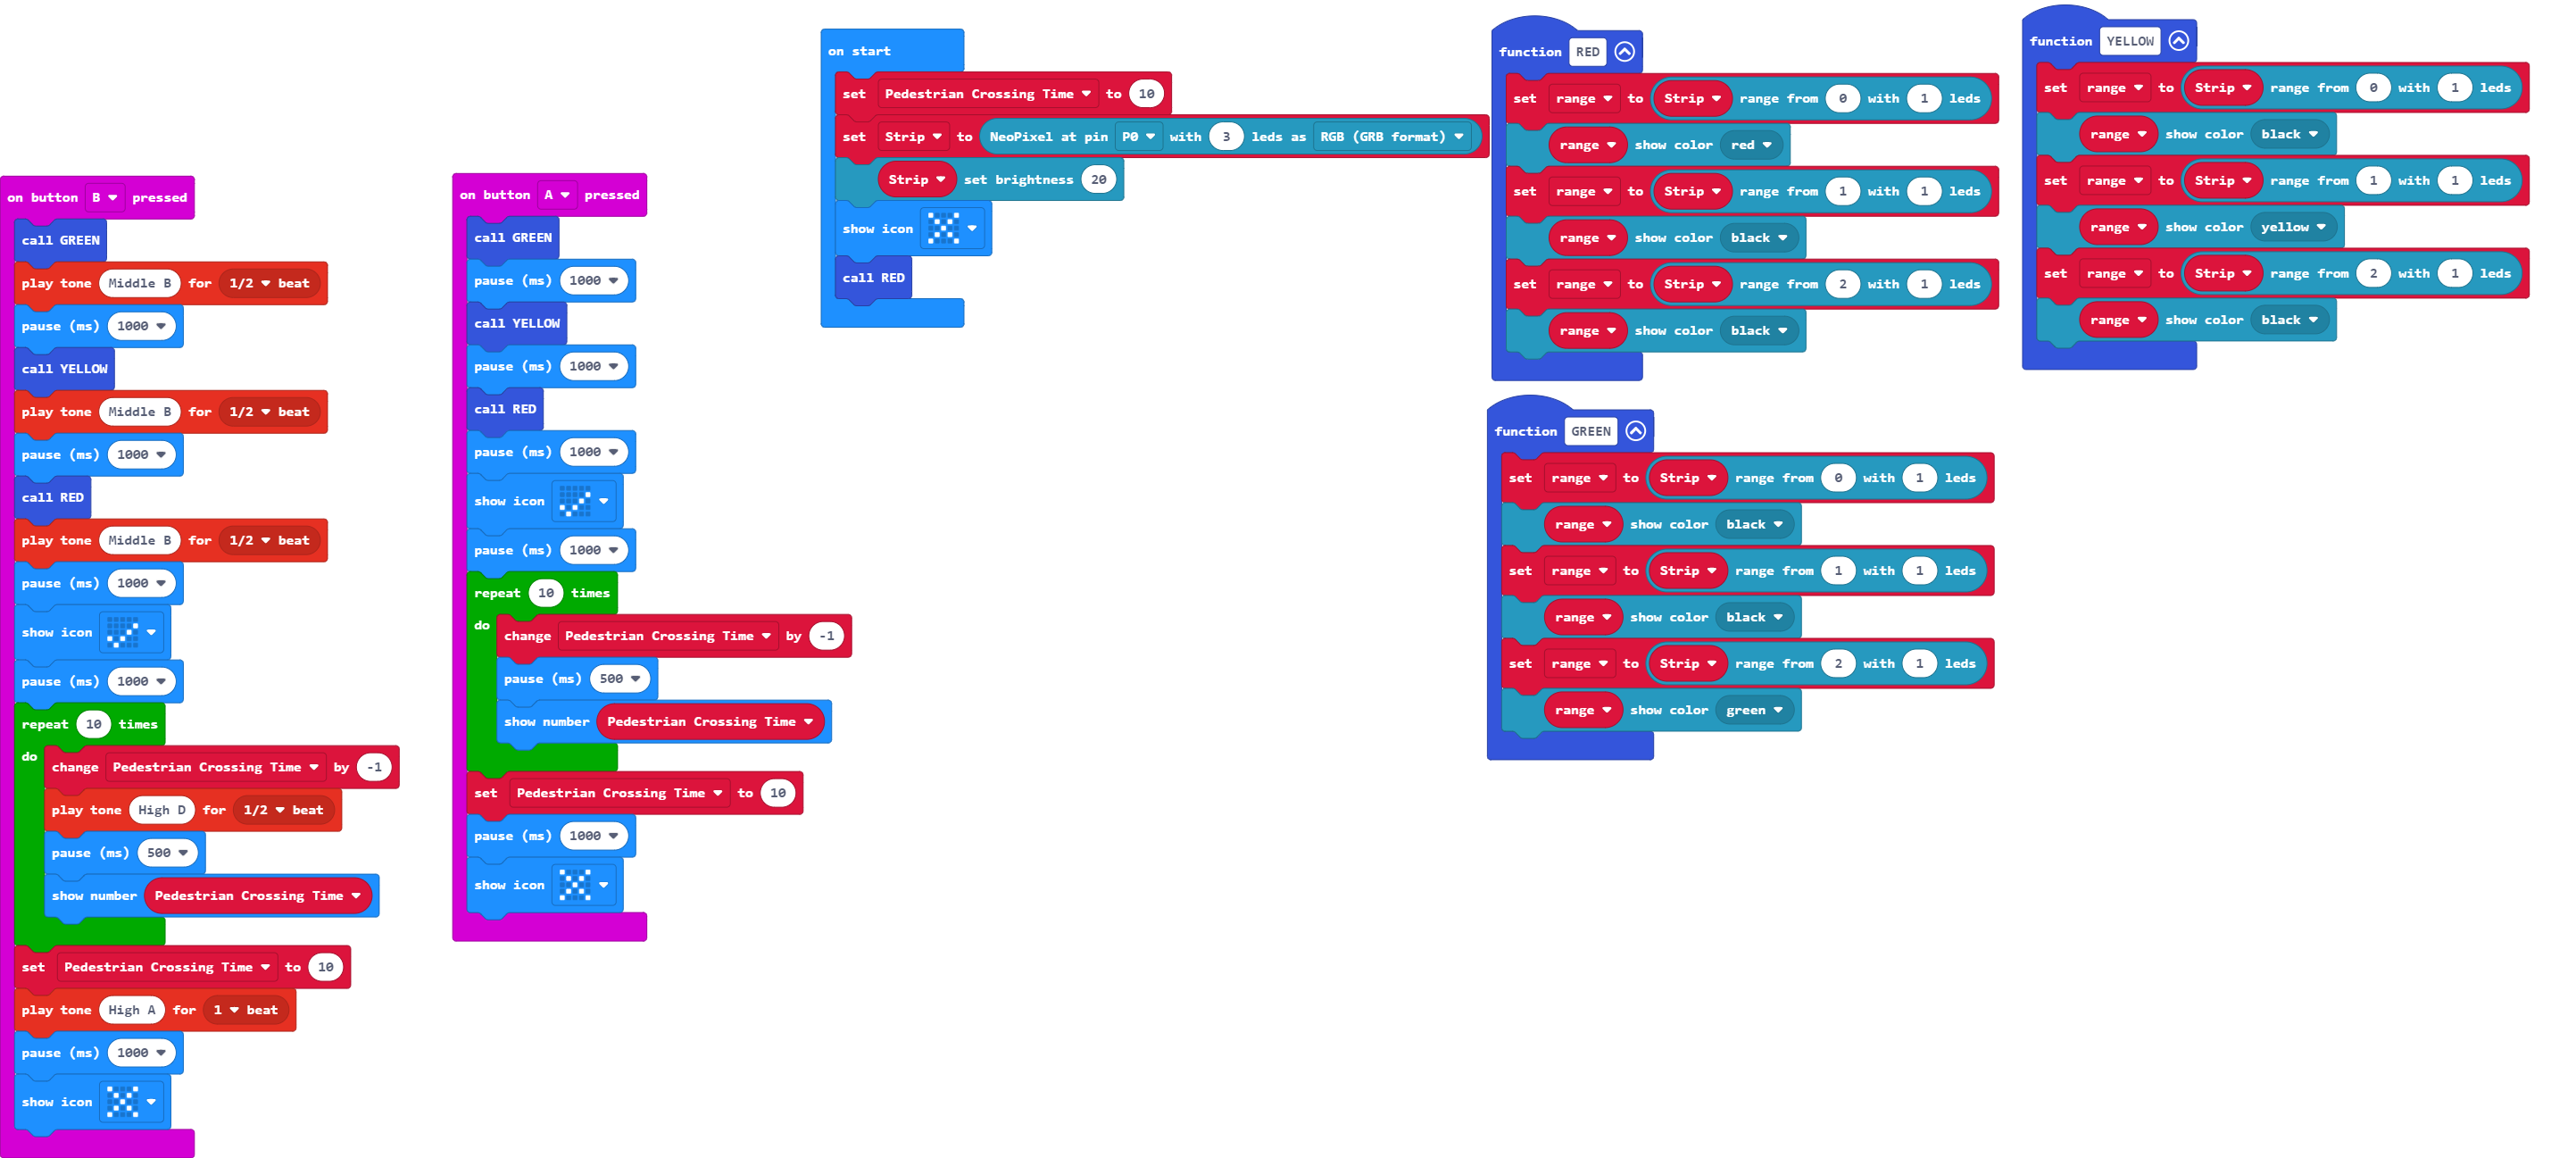 on button B pressed
call GREEN
play tone Middle B for 1/2 beat
pause (ms) 1000
call YELLOW
play tone Middle B for 1/2 beat
pause (ms) 1000
call RED
play tone Middle B for 1/2 beat
pause (ms) 1000
show icon
pause (ms) 1000
repeat 10 times
do
change Pedestrian Crossing Time by -1
play tone High D for 1/2 beat
pause (ms) 500
show number Pedestrian Crossing Time
set Pedestrian Crossing Time to 10
play tone High A for 1 beat
pause (ms) 1000
show icon
on button A pressed
call GREEN
pause (ms) 1000
call YELLOW
pause (ms) 1000
call RED
pause (ms) 1000
show icon
pause (ms) 1000
repeat 10 times
do
change Pedestrian Crossing Time by -1
pause (ms) 500
show number Pedestrian Crossing Time
set Pedestrian Crossing Time to 10
pause (ms) 1000
show icon
on start
set Pedestrian Crossing Time to 10
set Strip to NeoPixel at pin P0 with 3 leds as RGB (GRB format)
Strip set brightness 20
show icon
call RED
function RED
set range to Strip range from 0 with 1 leds
range show color red
set range to Strip range from 1 with 1 leds
range show color black
set range to Strip range from 2 with 1 leds
range show color black
function GREEN
set range to Strip range from 0 with 1 leds
range show color black
set range to Strip range from 1 with 1 leds
range show color black
set range to Strip range from 2 with 1 leds
range show color green
function YELLOW
set range to Strip range from 0 with 1 leds
range show color black
set range to Strip range from 1 with 1 leds
range show color yellow
set range to Strip range from 2 with 1 leds
range show color black